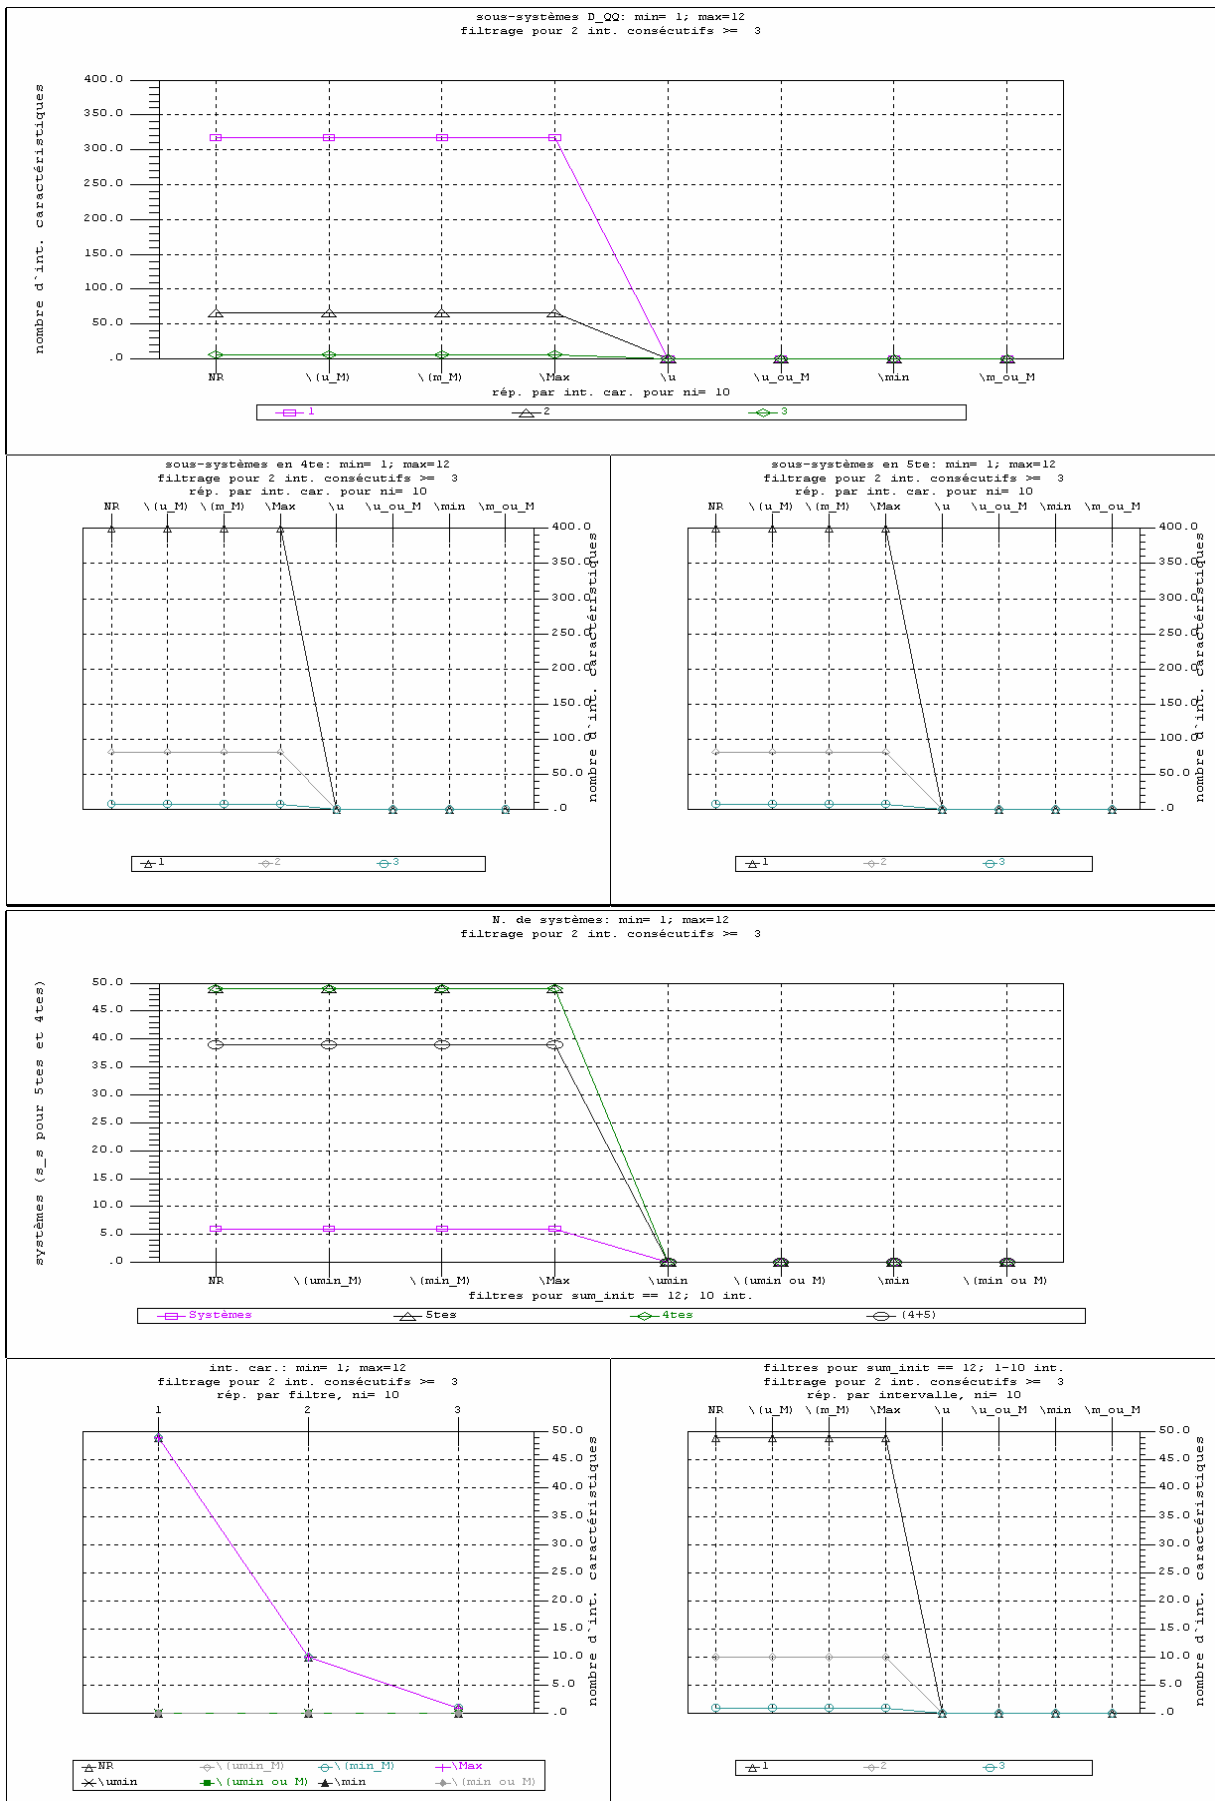 sous-systèmes D_QQ: min= 1; max=12
filtrage pour 2 int. consécutifs >=  3
nombre d`int. caractéristiques
400.0
350.0
300.0
250.0
200.0
150.0
100.0
50.0
.0
NR \(u_M) \(m_M) \Max \u \u_ou_M \min \m_ou_M
rép. par int. car. pour ni= 10
1 2 3
sous-systèmes en 4te: min= 1; max=12
filtrage pour 2 int. consécutifs >=  3
rép. par int. car. pour ni= 10
NR \(u_M) \(m_M) \Max \u \u_ou_M \min \m_ou_M
400.0
350.0
300.0
250.0
200.0
150.0
100.0
50.0
.0
nombre d`int. caractéristiques
1 2 3
sous-systèmes en 5te: min= 1; max=12
filtrage pour 2 int. consécutifs >=  3
rép. par int. car. pour ni= 10
NR \(u_M) \(m_M) \Max \u \u_ou_M \min \m_ou_M
400.0
350.0
300.0
250.0
200.0
150.0
100.0
50.0
.0
nombre d`int. caractéristiques
1 2 3
N. de systèmes: min= 1; max=12
filtrage pour 2 int. consécutifs >=  3
systèmes (s_s pour 5tes et 4tes)
50.0
45.0
40.0
35.0
30.0
25.0
20.0
15.0
10.0
5.0
.0
NR \(umin_M) \(min_M) \Max \umin \(umin ou M) \min \(min ou M)
filtres pour sum_init == 12; 10 int.
Systèmes 5tes 4tes (4+5)
int. car.: min= 1; max=12
filtrage pour 2 int. consécutifs >=  3
rép. par filtre, ni= 10
1 2 3
50.0
45.0
40.0
35.0
30.0
25.0
20.0
15.0
10.0
5.0
.0
nombre d`int. caractéristiques
NR \(umin_M) \(min_M) \Max
\umin \(umin ou M) \min \(min ou M)
filtres pour sum_init == 12; 1-10 int.
filtrage pour 2 int. consécutifs >=  3
rép. par intervalle, ni= 10
NR \(u_M) \(m_M) \Max \u \u_ou_M \min \m_ou_M
50.0
45.0
40.0
35.0
30.0
25.0
20.0
15.0
10.0
5.0
.0
nombre d`int. caractéristiques
1 2 3